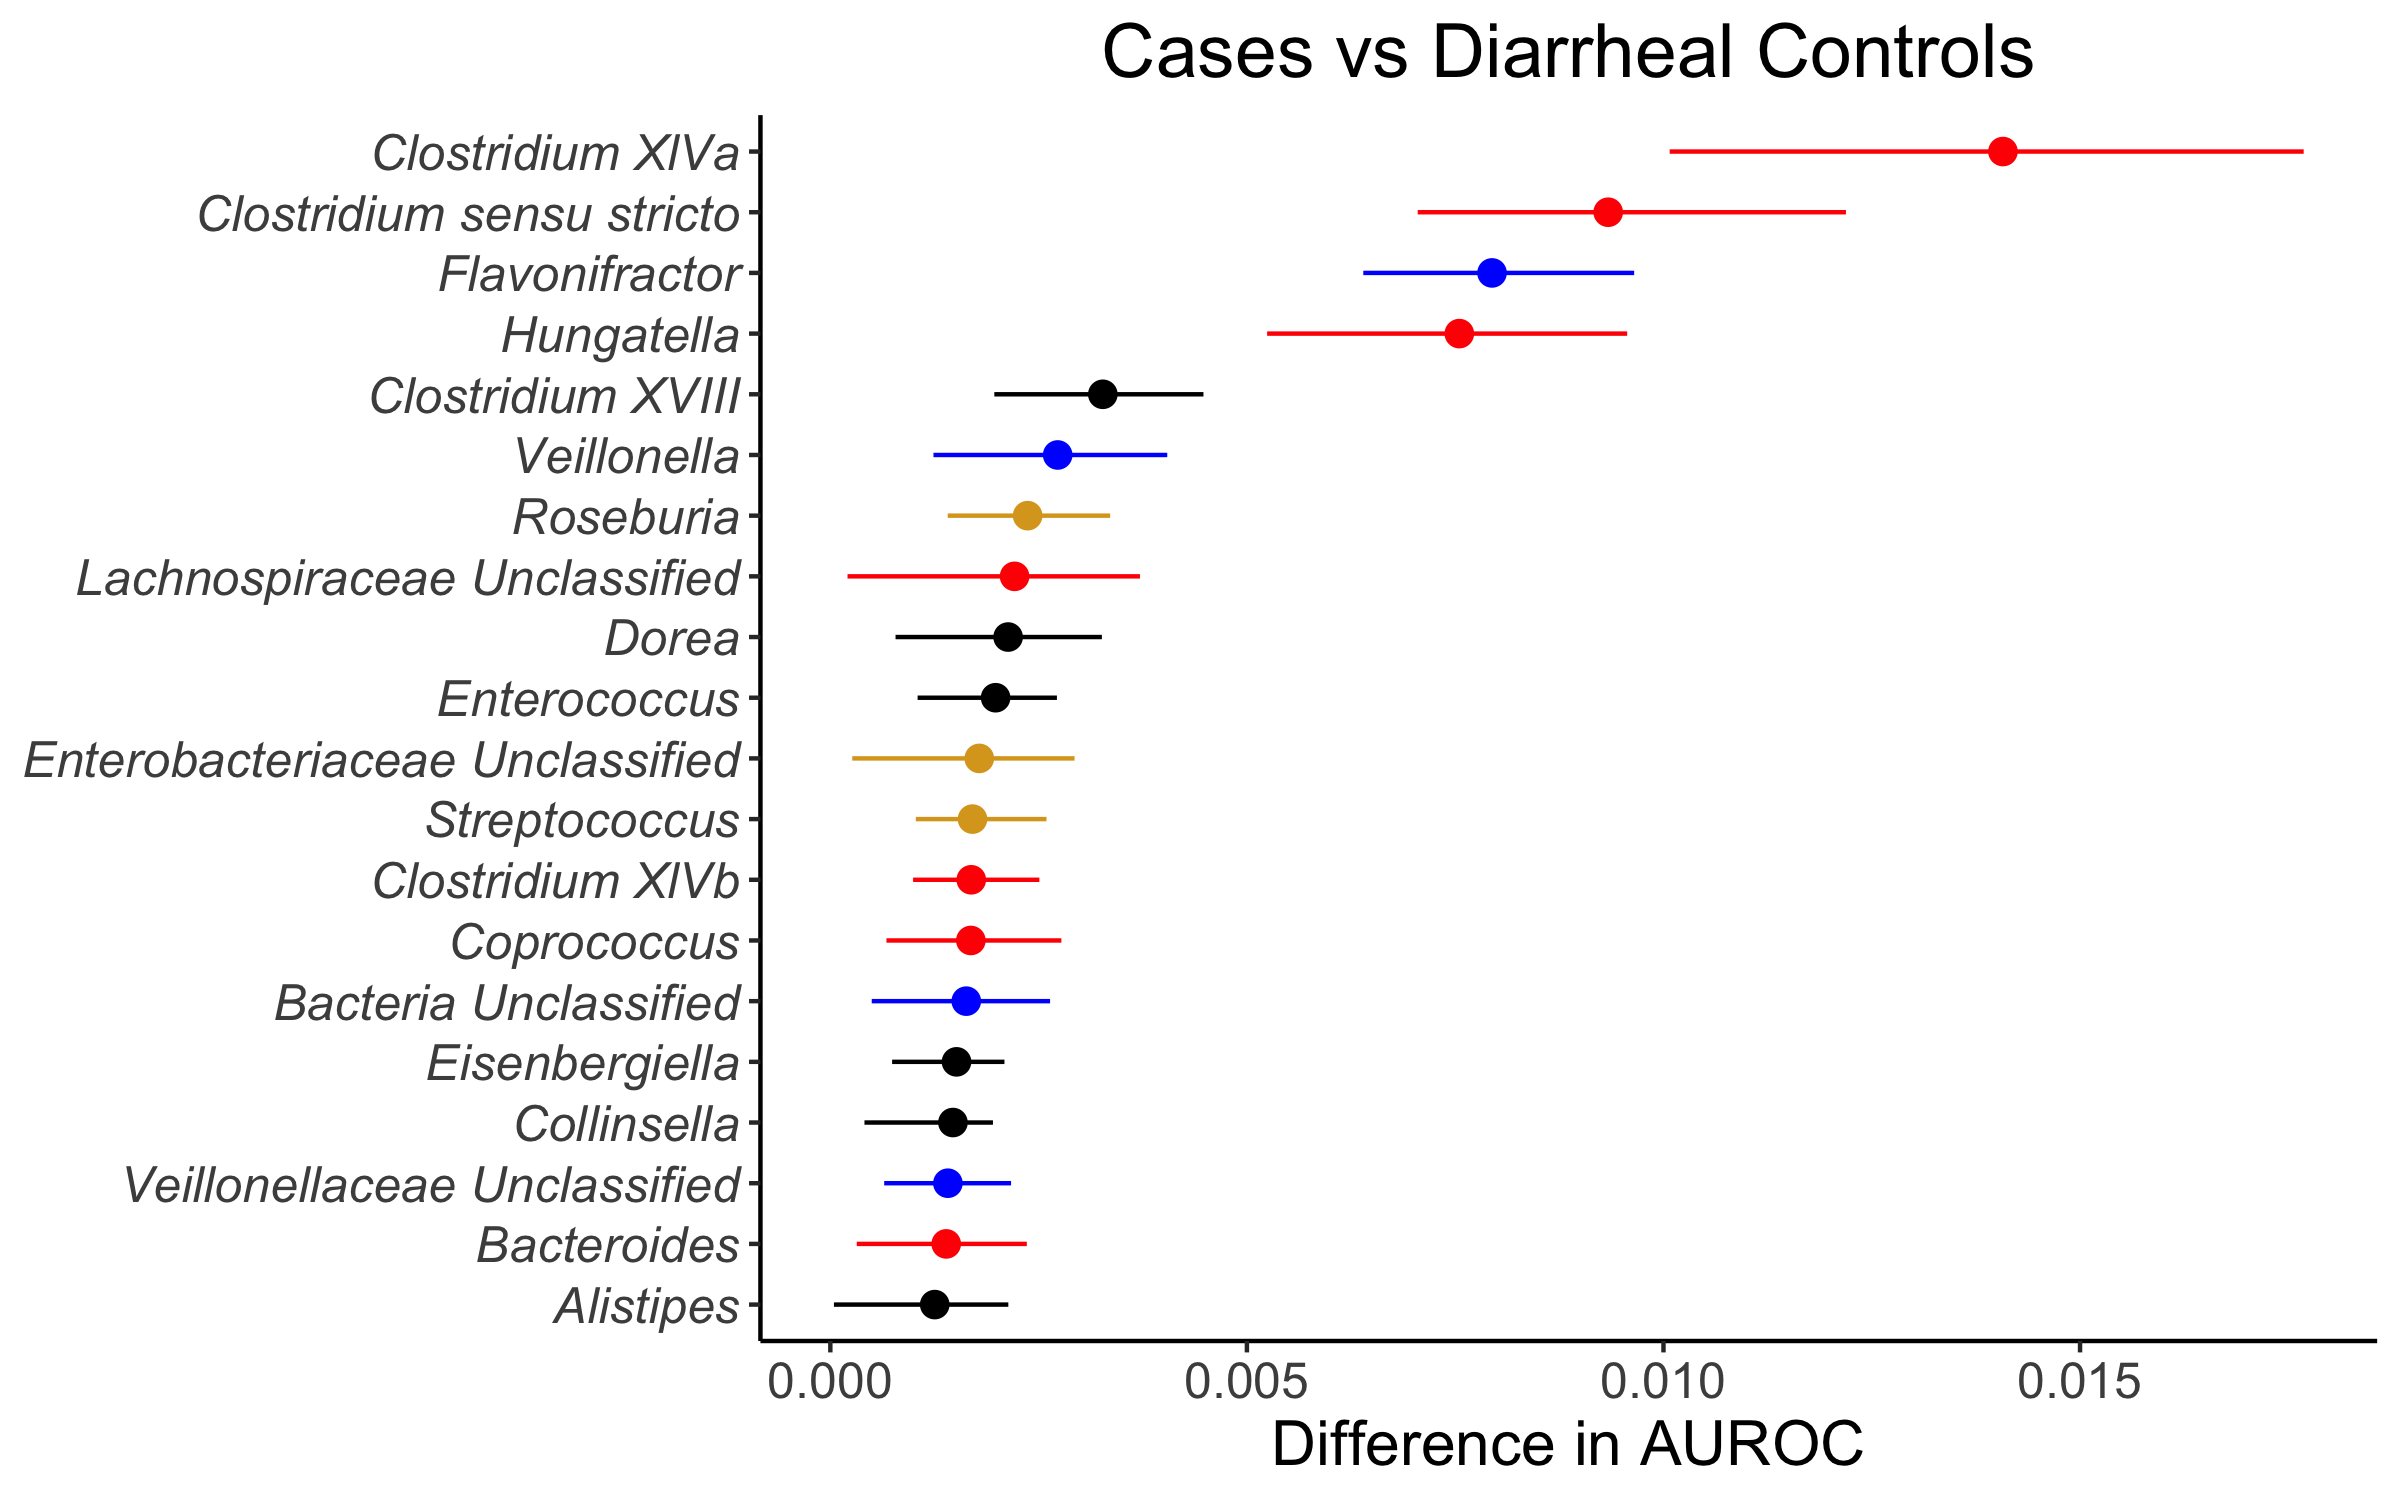 Cases vs Diarrheal Controls
Clostridium XIVa
Clostridium sensu stricto
Flavonifractor
Hungatella
Clostridium XVIII
Veillonella
Roseburia
Lachnospiraceae Unclassified
Dorea
Enterococcus
Enterobacteriaceae Unclassified
Streptococcus
Clostridium XIVb
Coprococcus
Bacteria Unclassified
Eisenbergiella
Collinsella
Veillonellaceae Unclassified
Bacteroides
Alistipes
0.000 0.005 0.010 0.015
Difference in AUROC